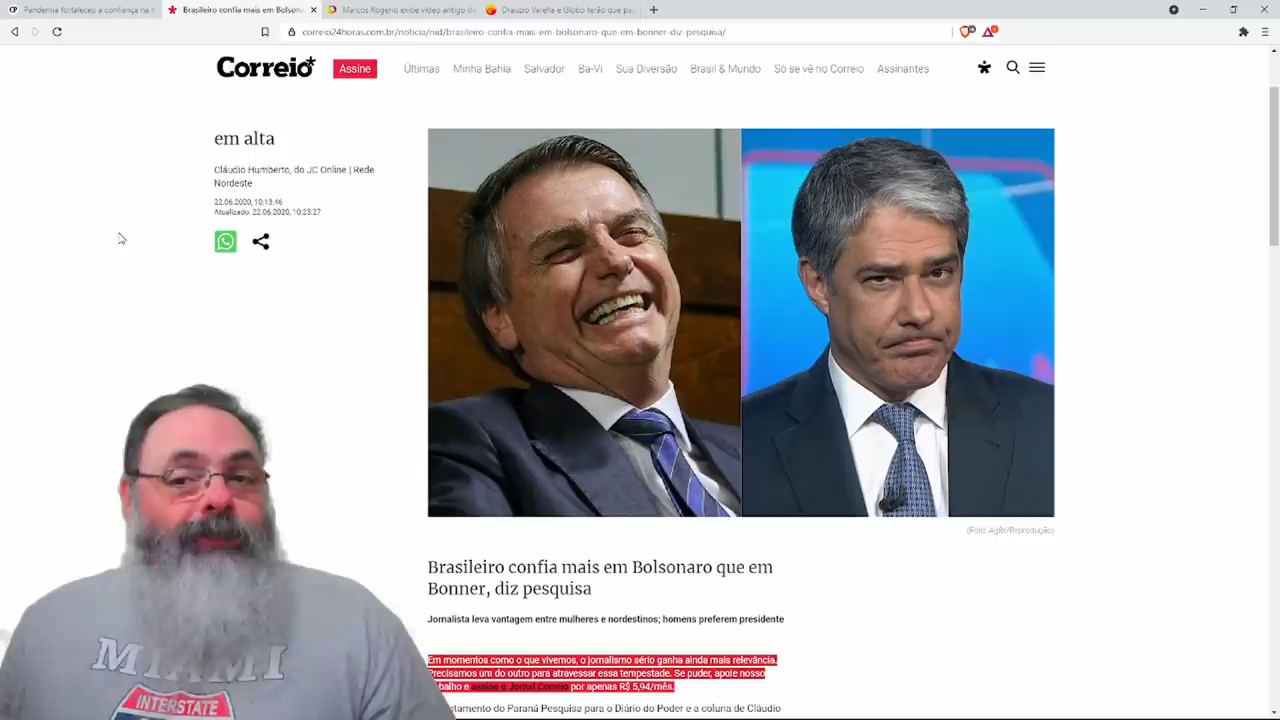 CP Pandemia fortaleceu a confiança na
Brasileiro confia mais em Bolsona
Marcos Rogerio exibe vídeo antigo de
Drauzio Varella e Globo terão que pag
correio24horas.com.br/noticia/nid/brasileiro-confia-mais-em-bolsonaro-que-em-bonner-diz-pesquisa/
Correio*
Assine
Últimas Minha Bahia Salvador Ba-Vi Sua Diversão Brasil & Mundo Só se vê no Correio Assinantes
em alta
Cláudio Humberto, do JC Online | Rede
Nordeste
22.06.2020, 10:13:46
Atualizado: 22.06.2020, 10:23:27
(Foto: AgBr/Reprodução)
Brasileiro confia mais em Bolsonaro que em
Bonner, diz pesquisa
Jornalista leva vantagem entre mulheres e nordestinos; homens preferem presidente
Em momentos como o que vivemos, o jornalismo sério ganha ainda mais relevância.
Precisamos um do outro para atravessar essa tempestade. Se puder, apoie nosso
abalho e assine o Jornal Correio por apenas R$ 5,94/mês.
ntamento do Paraná Pesquisa para o Diário do Poder e a coluna de Cláudio
MIAMI
INTERSTATE